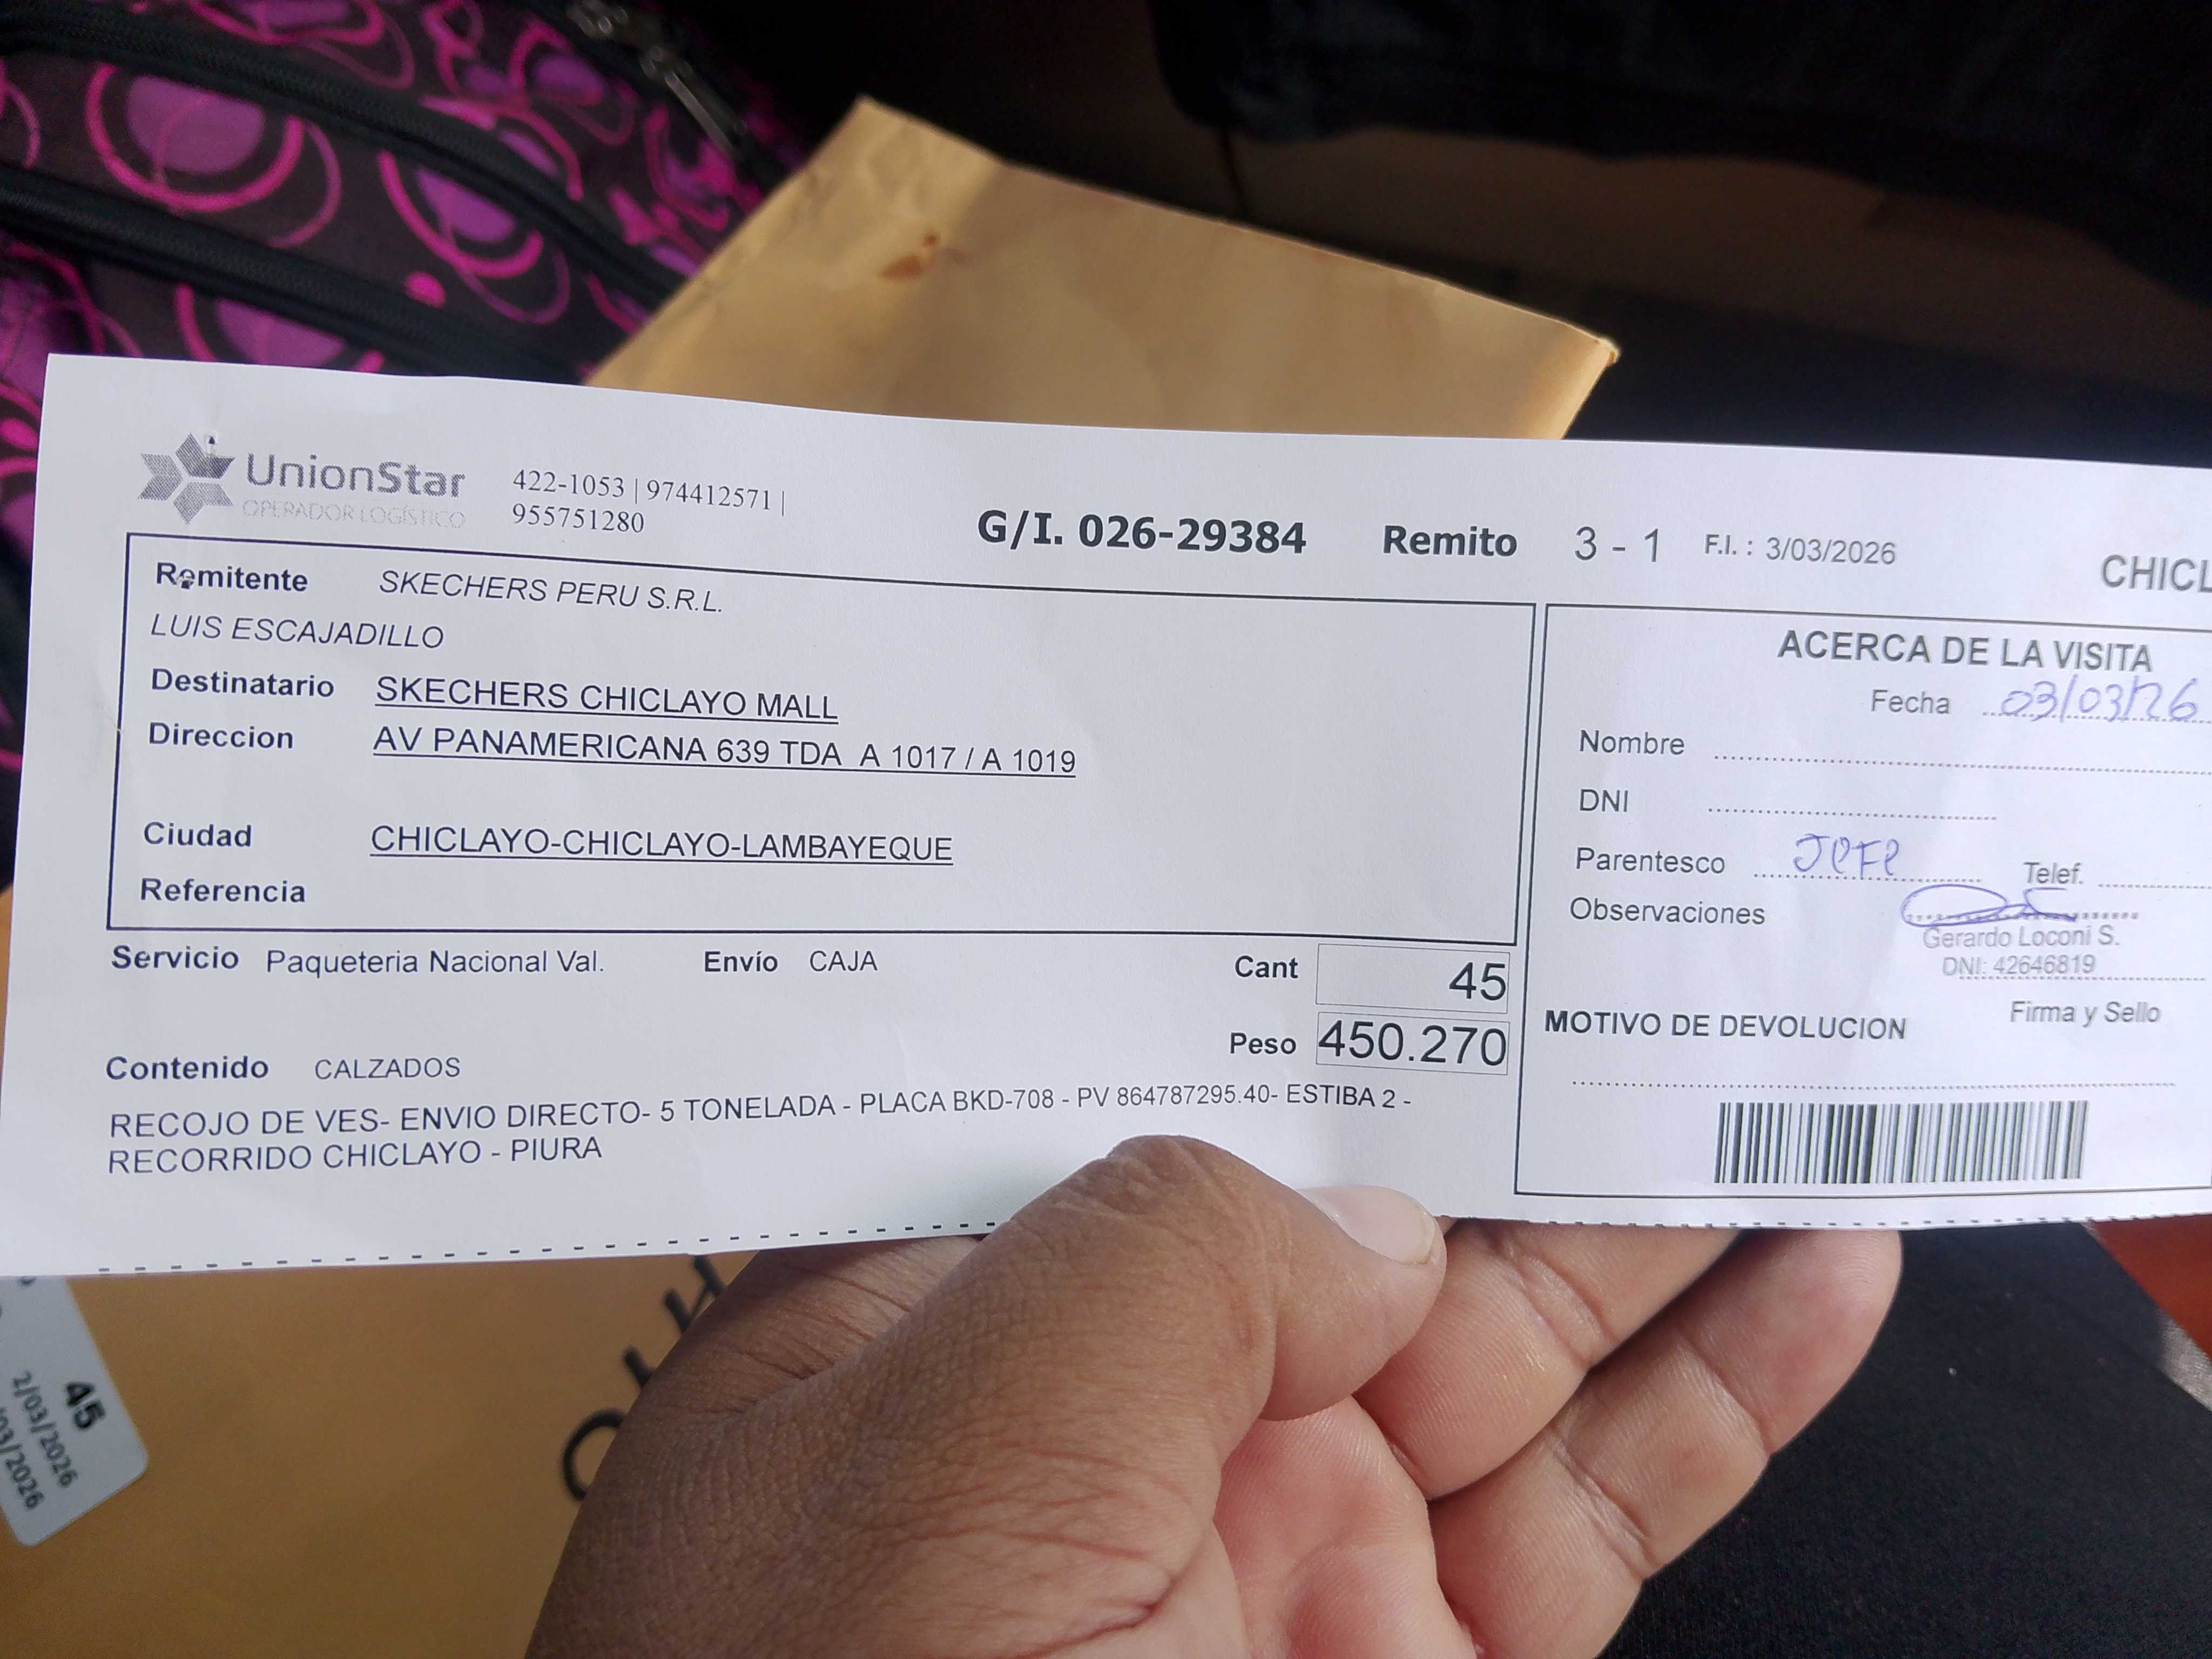 UnionStar
OPERADOR LOGÍSTICO
422-1053 | 974412571 |
955751280
G/I. 026-29384 Remito 3 - 1 F.I. : 3/03/2026
CHICL
Remitente SKECHERS PERU S.R.L.
LUIS ESCAJADILLO
Destinatario SKECHERS CHICLAYO MALL
Direccion AV PANAMERICANA 639 TDA A 1017 / A 1019
Ciudad CHICLAYO-CHICLAYO-LAMBAYEQUE
Referencia
Servicio Paqueteria Nacional Val. Envío CAJA Cant 45
Peso 450.270
Contenido CALZADOS
RECOJO DE VES- ENVIO DIRECTO- 5 TONELADA - PLACA BKD-708 - PV 864787295.40- ESTIBA 2 -
RECORRIDO CHICLAYO - PIURA
ACERCA DE LA VISITA
Fecha 03/03/26
Nombre
DNI
Parentesco Jefe Telef.
Observaciones
Gerardo Loconi S.
DNI: 42646819
Firma y Sello
MOTIVO DE DEVOLUCION
45
2/03/2026
/03/2026